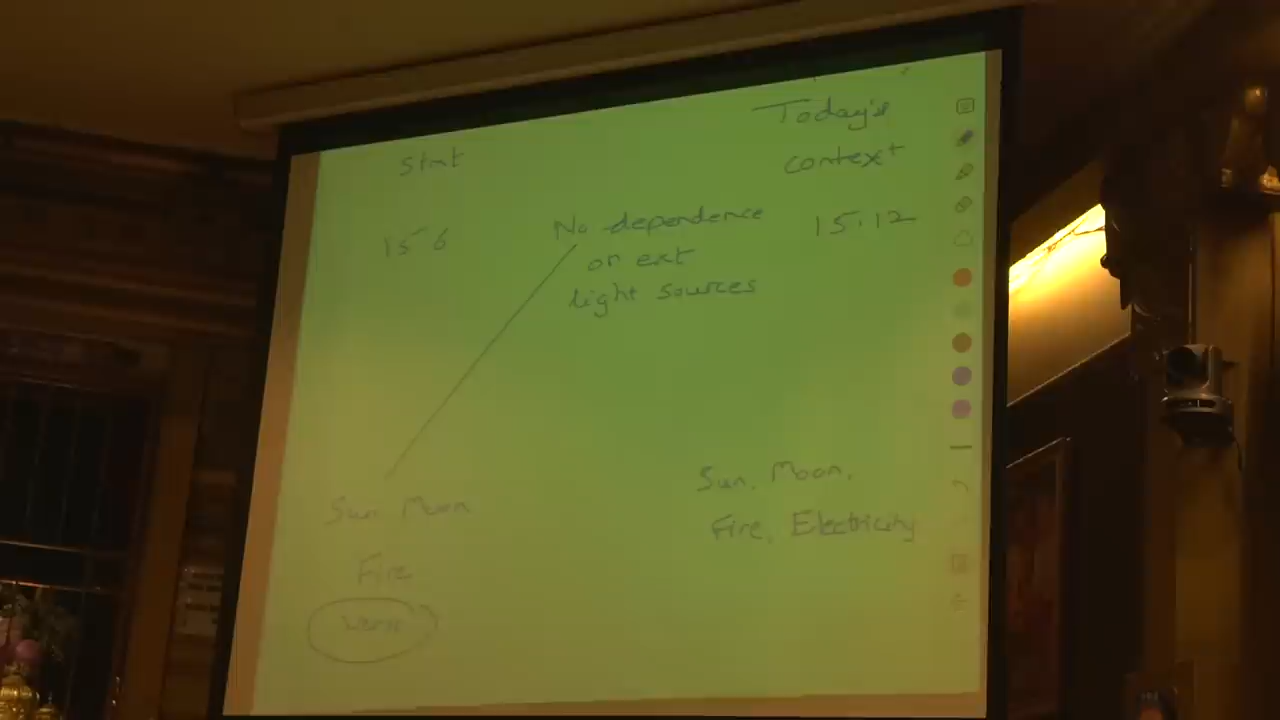 Today's
context
Start
15 6
No dependence
on ext
light sources
15.12
Sun, Moon,
Fire, Electricity
Sun Moon
Fire